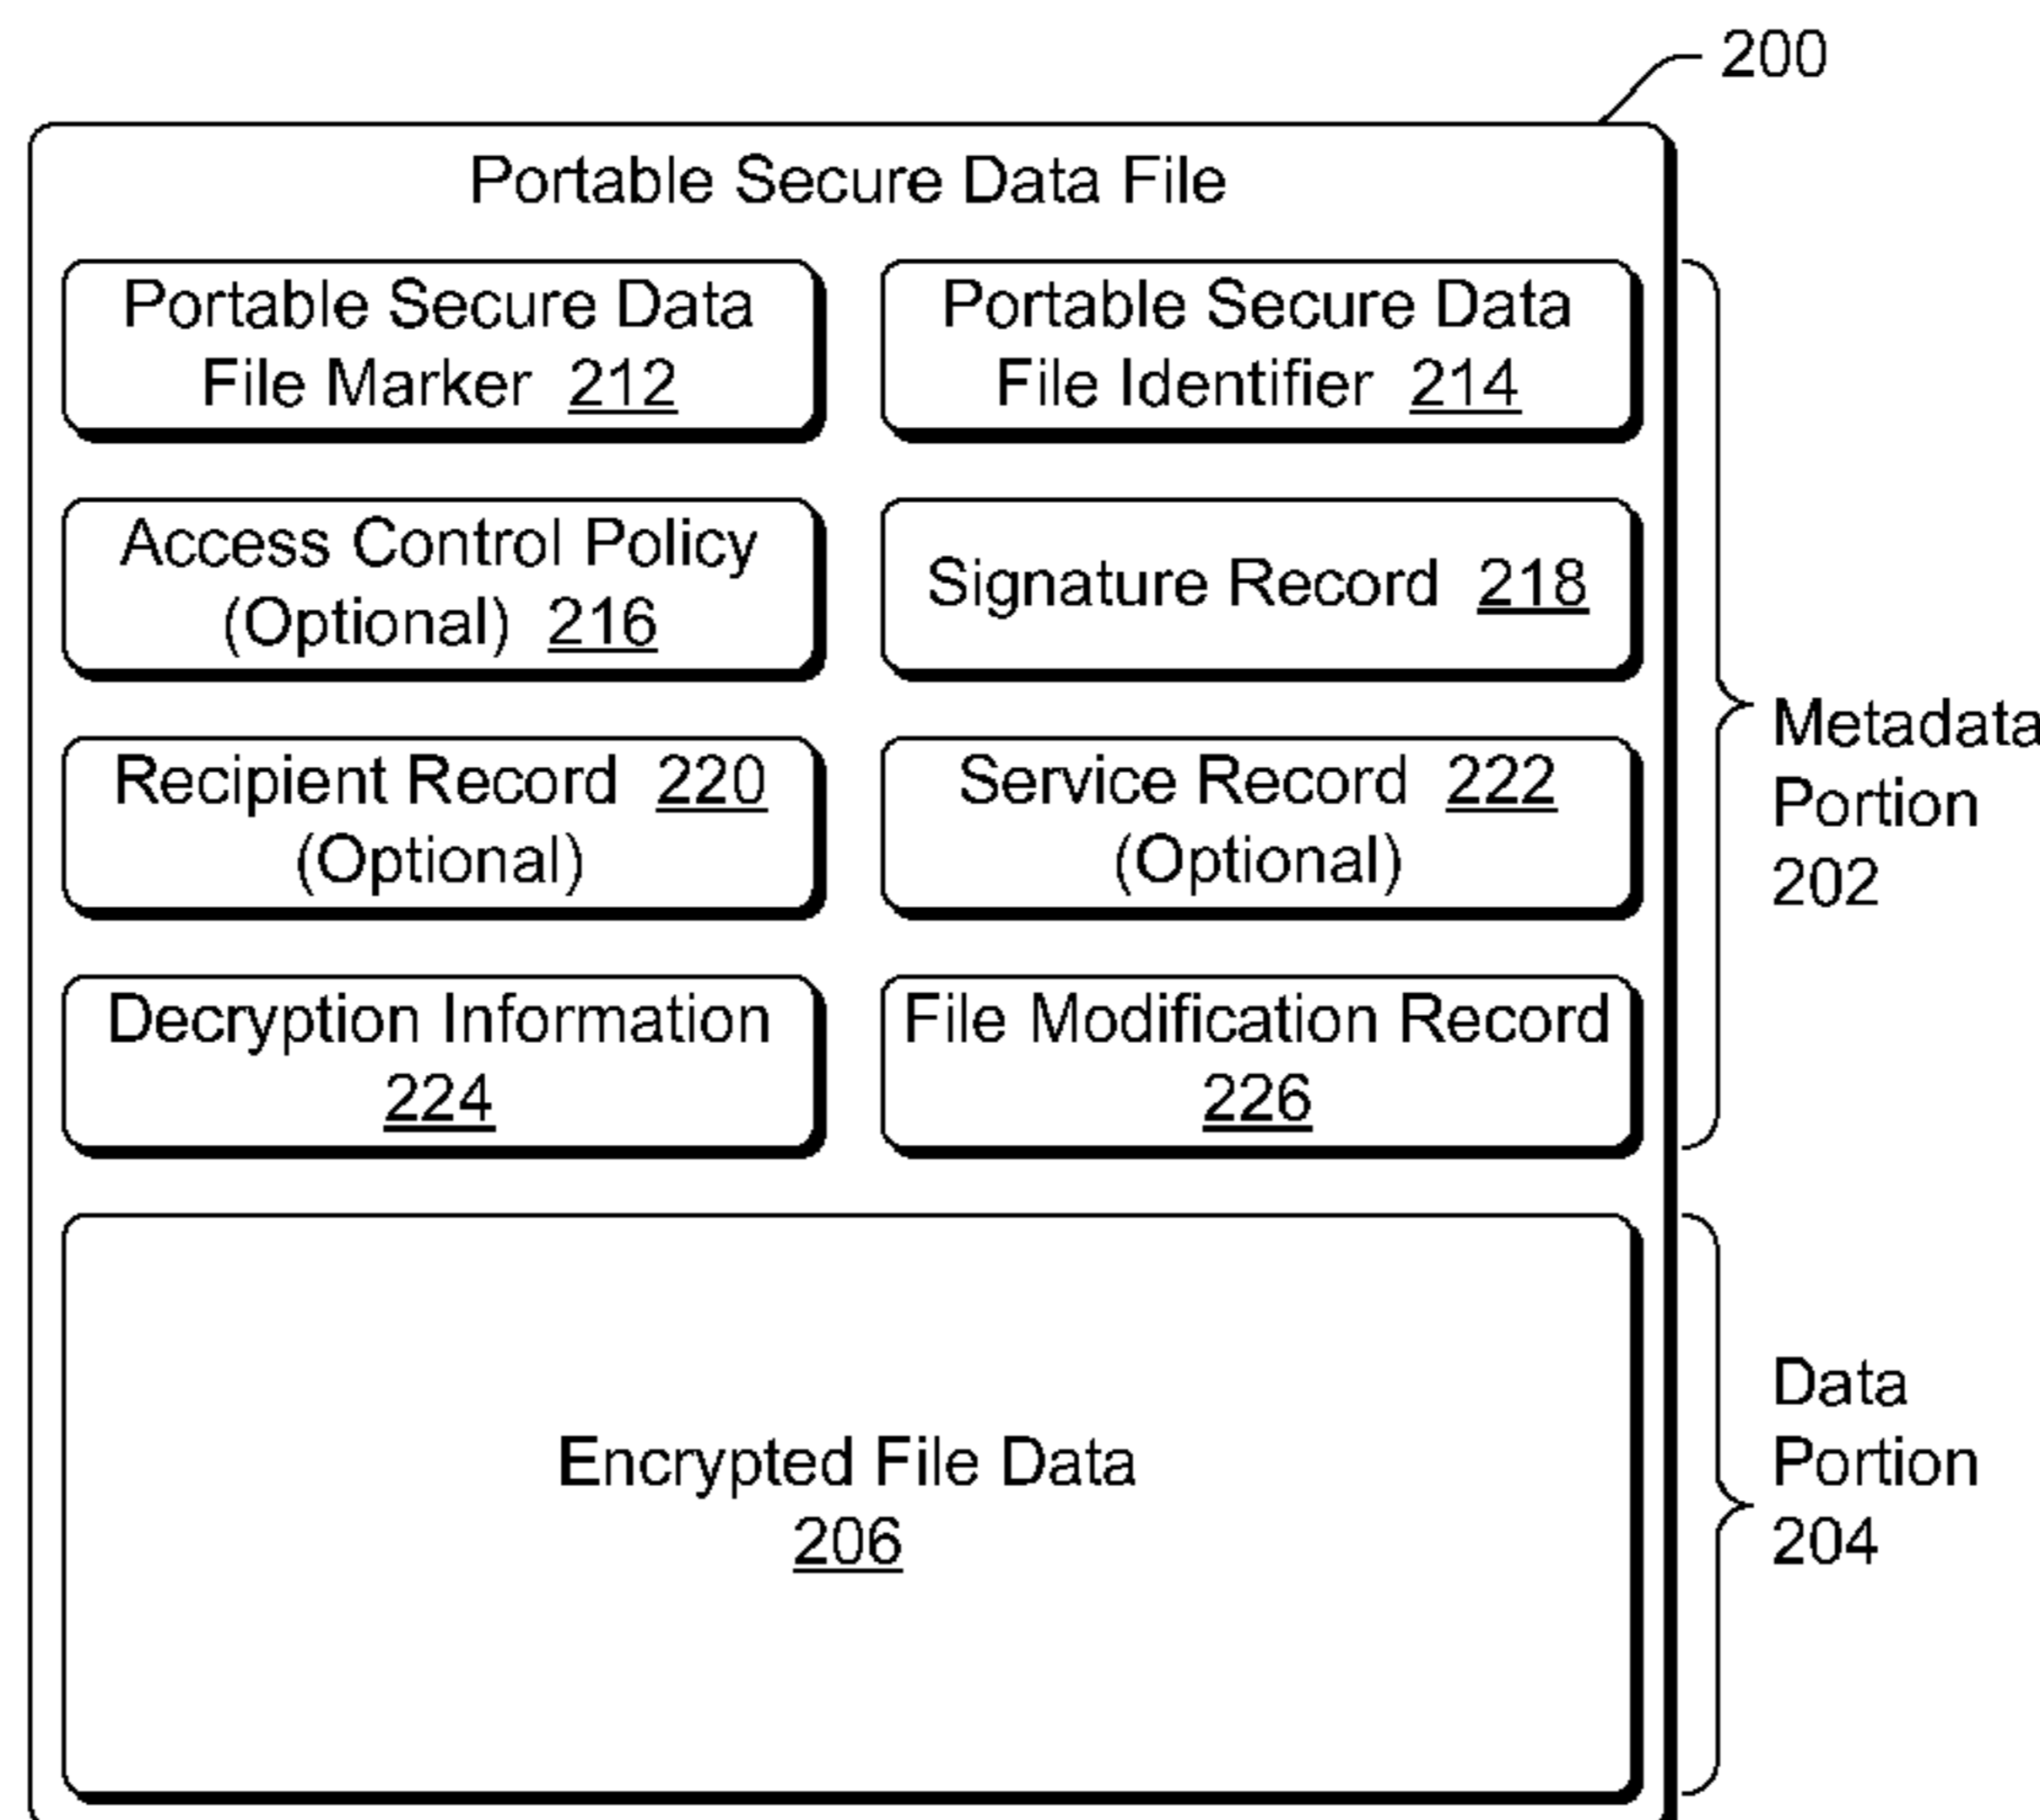 200
Portable Secure Data File
Portable Secure Data
File Marker 212
Portable Secure Data
File Identifier 214
Access Control Policy
(Optional) 216
Signature Record 218
Recipient Record 220
(Optional)
Service Record 222
(Optional)
Decryption Information
224
File Modification Record
226
Metadata
Portion
202
Encrypted File Data
206
Data
Portion
204